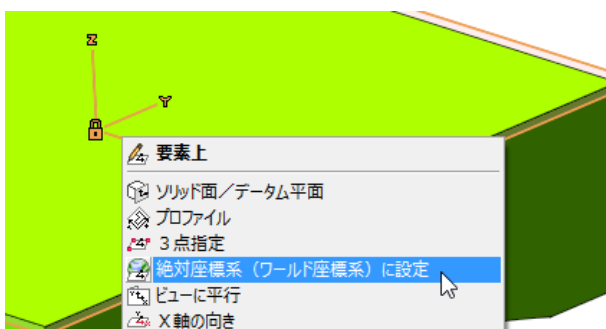 Z
Y
要素上
ソリッド面/データム平面
プロファイル
3点指定
絶対座標系(ワールド座標系)に設定
ビューに平行
X軸の向き